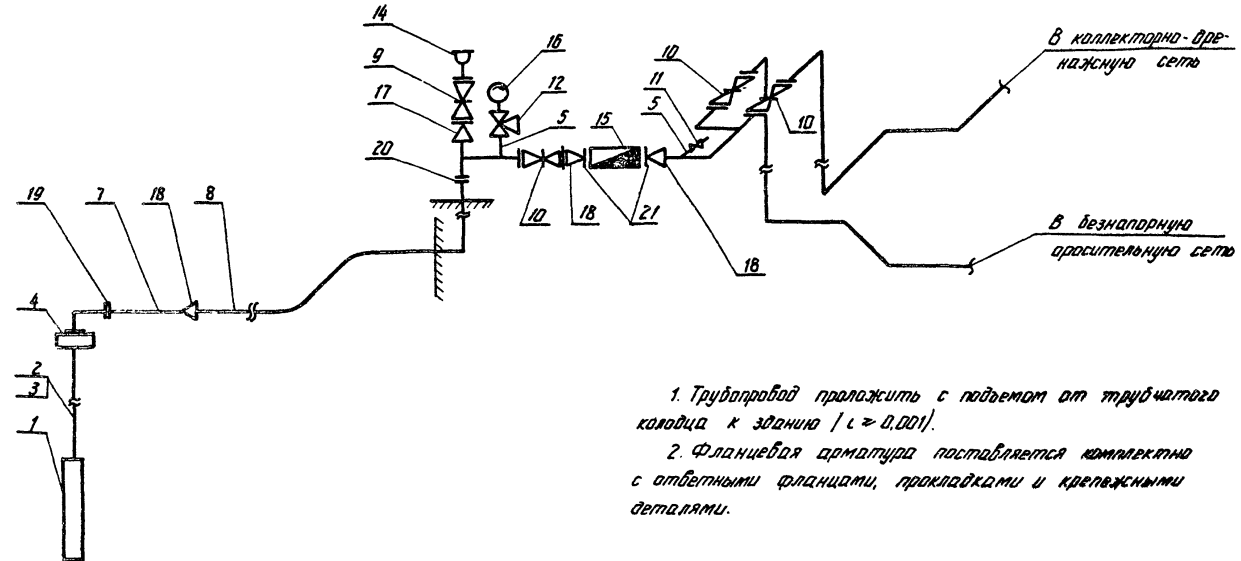 14
16
9
12
17
5
15
5
11
10
10
20
10
18
21
18
В коллекторно-дре-
нажную сеть
В безнапорную
оросительную сеть
19
7
18
8
4
2
3
1
1. Трубопровод проложить с подъемом от трубчатого
колодца к зданию (i ≥ 0,001).
2. Фланцевая арматура поставляется комплектно
с ответными фланцами, прокладками и крепежными
деталями.